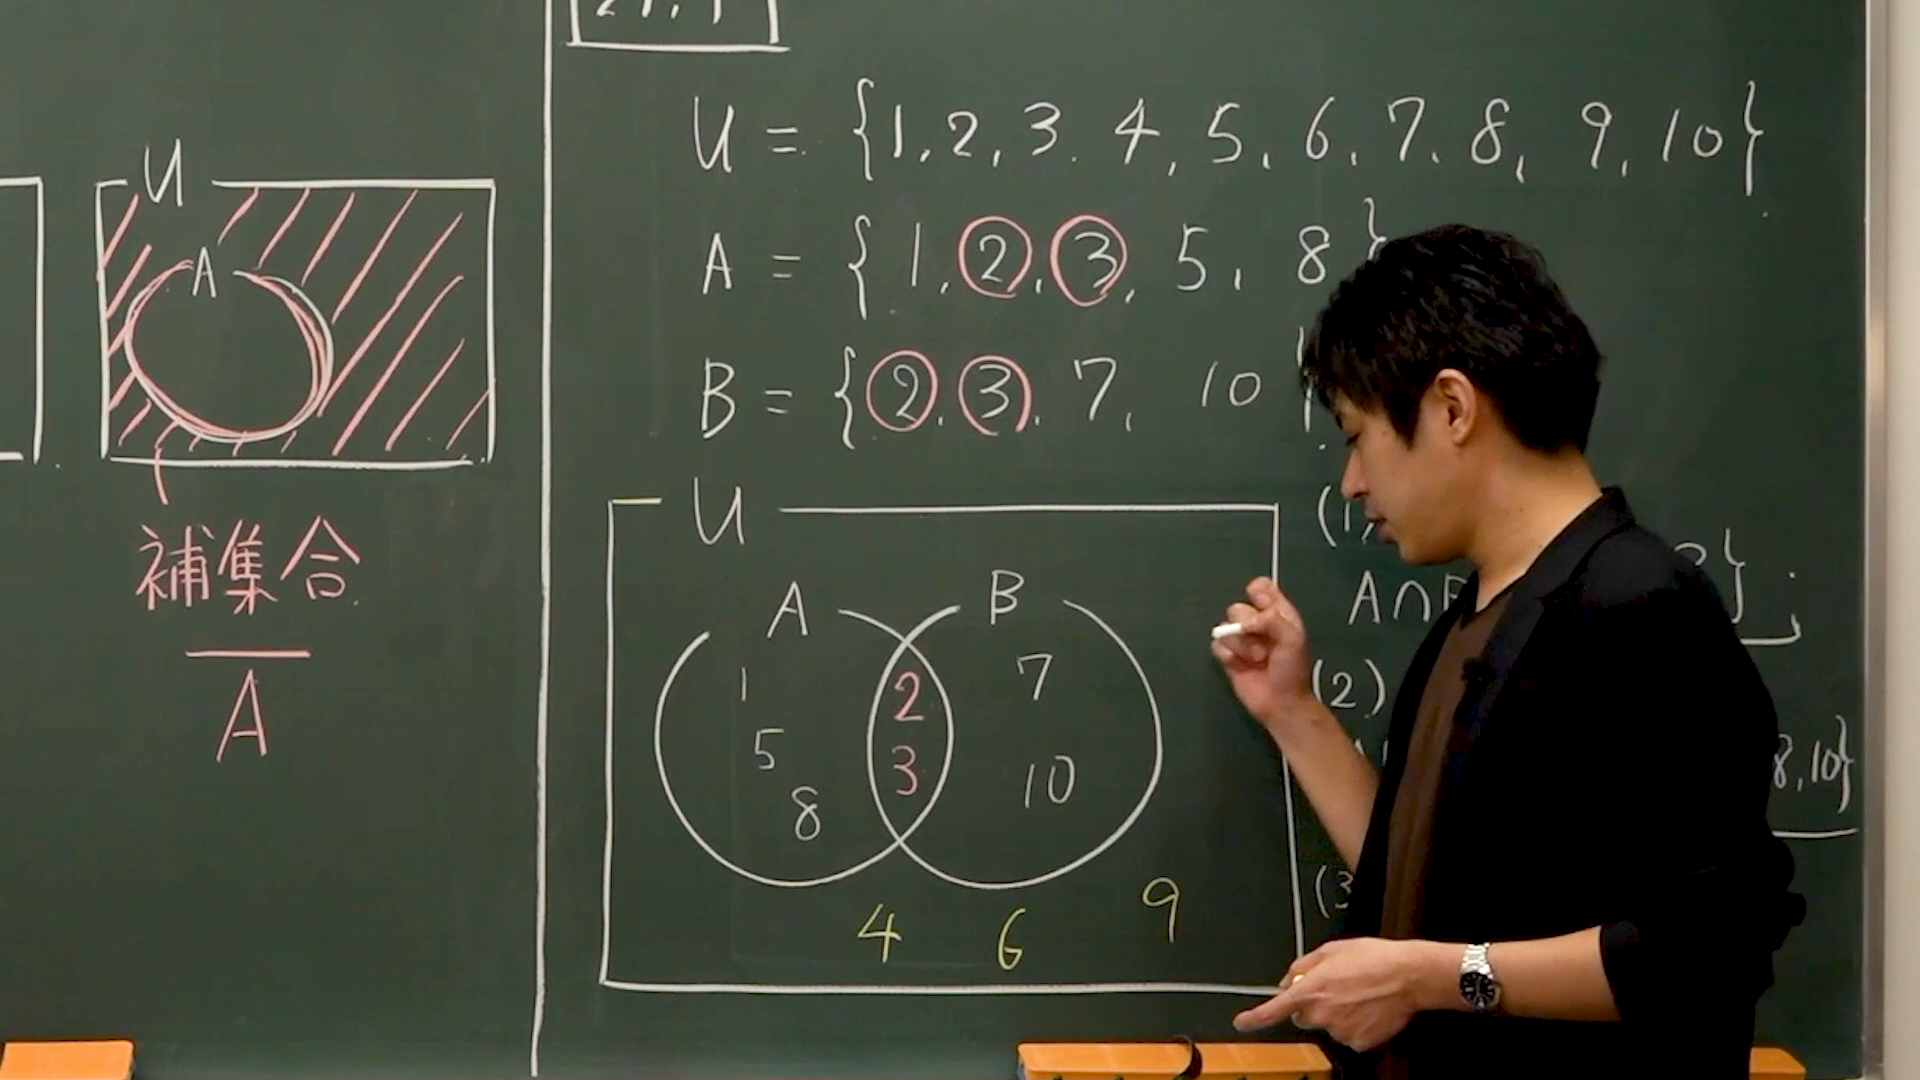 U
A
補集合
A
U = {1, 2, 3, 4, 5, 6, 7, 8, 9, 10}
A = {1, 2, 3, 5, 8}
B = {2, 3, 7, 10
U
A B
1 2 7
5 3 10
8
4 6 9
(1)
A∩
}
(2)
8, 10}
(3